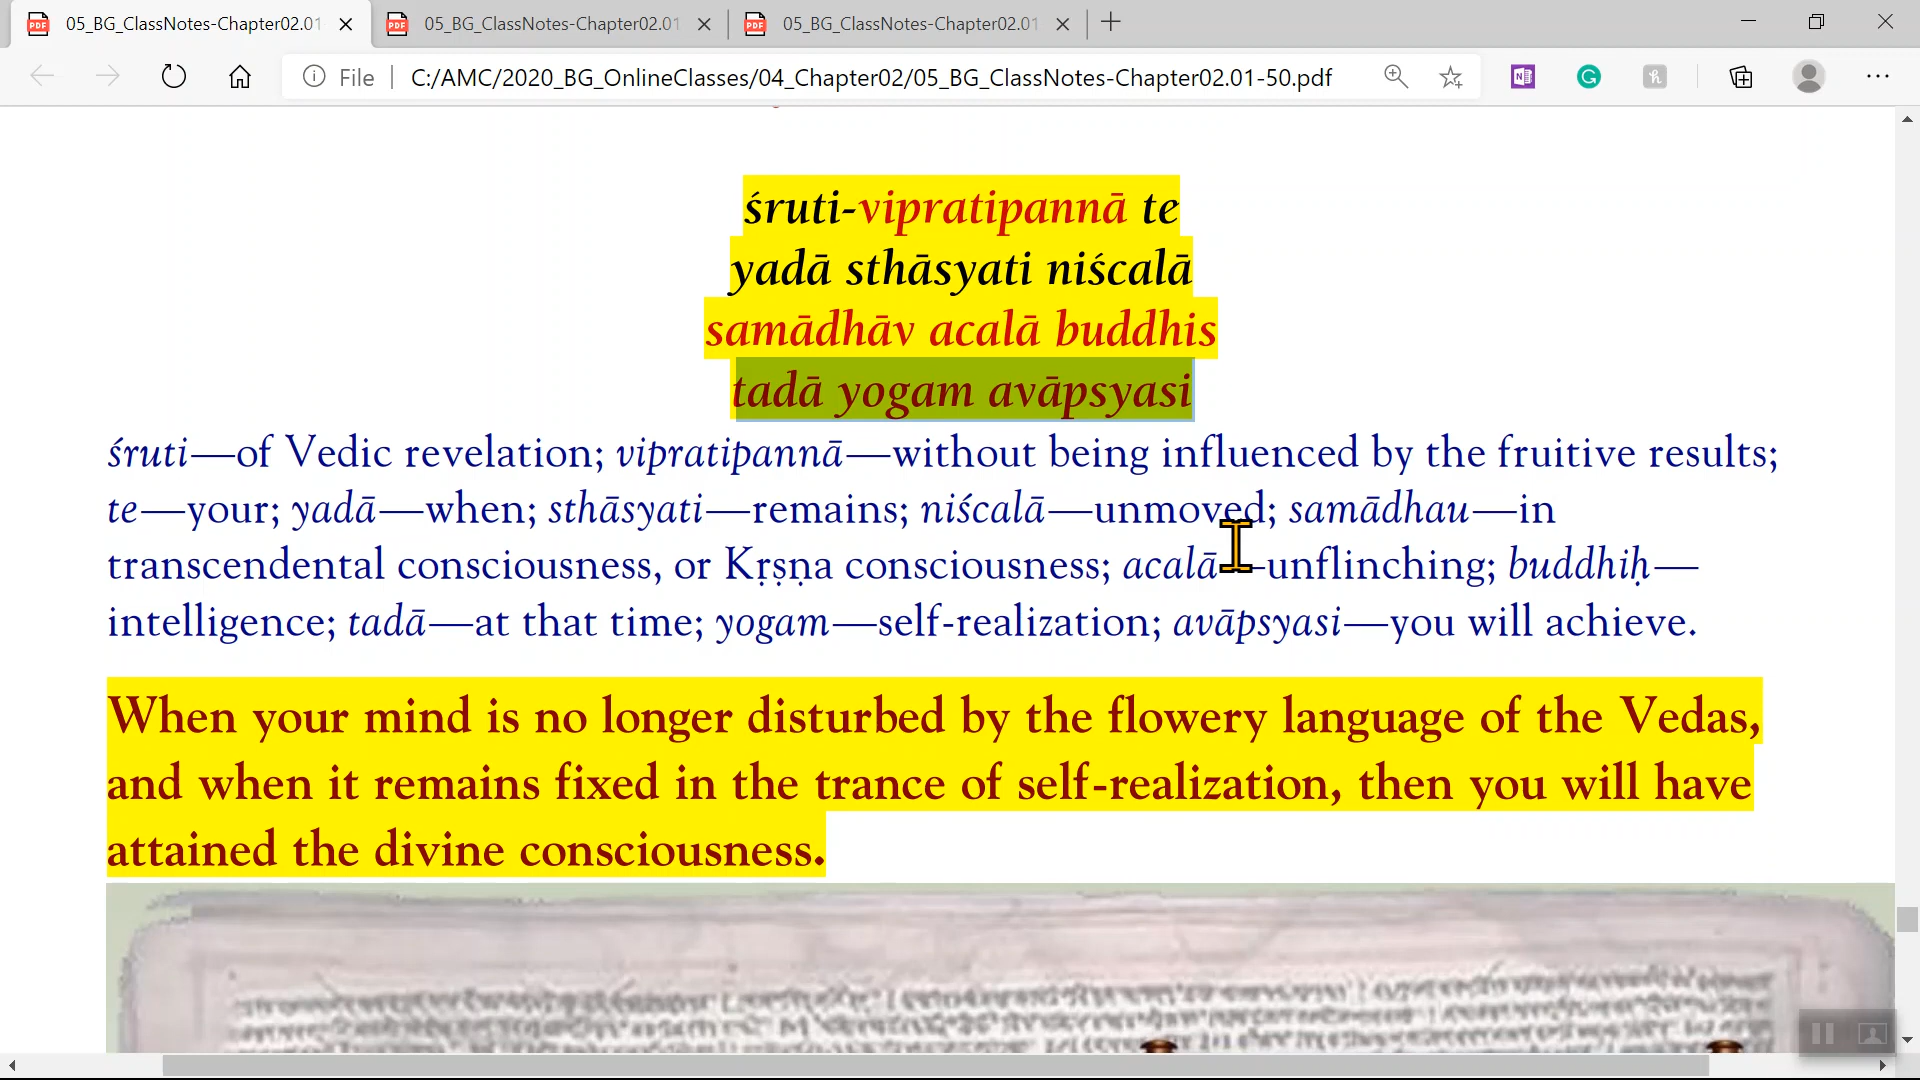 05_BG_ClassNotes-Chapter02.01
05_BG_ClassNotes-Chapter02.01
05_BG_ClassNotes-Chapter02.01
File
C:/AMC/2020_BG_OnlineClasses/04_Chapter02/05_BG_ClassNotes-Chapter02.01-50.pdf
śruti-vipratipannā te
yadā sthāsyati niścalā
samādhāv acalā buddhis
tadā yogam avāpsyasi
śruti—of Vedic revelation; vipratipannā—without being influenced by the fruitive results;
te—your; yadā—when; sthāsyati—remains; niścalā—unmoved; samādhau—in
transcendental consciousness, or Kṛṣṇa consciousness; acalā—unflinching; buddhiḥ—
intelligence; tadā—at that time; yogam—self-realization; avāpsyasi—you will achieve.
When your mind is no longer disturbed by the flowery language of the Vedas,
and when it remains fixed in the trance of self-realization, then you will have
attained the divine consciousness.